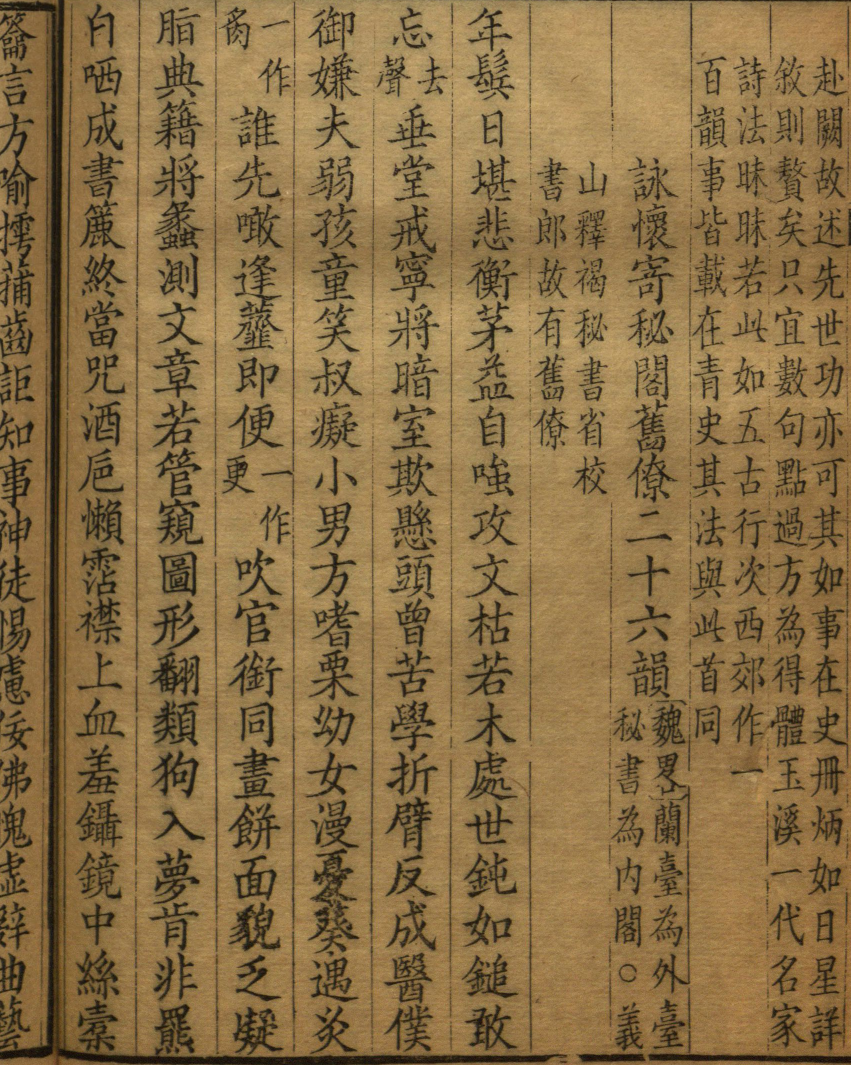 赴闕故述先世功亦可其如事在史冊炳如日星詳
敘則贅矣只宜數句點過方為得體玉溪一代名家
詩法昧昧若此如五古行次西郊作一
百韻事皆載在青史其法與此首同
詠懷寄秘閣舊僚二十六韻
魏畧蘭臺為外臺
秘書為內閣○義
山釋褐秘書省校
書郎故有舊僚
年鬢日堪悲衡茅益自嗤攻文枯若木處世鈍如鎚敢
忘去聲垂堂戒寧將暗室欺懸頭曾苦學折臂反成醫僕
御嫌夫弱孩童笑叔癡小男方嗜栗幼女漫憂葵遇炙
一作
𦚾誰先噉逢虀即便一作更吹官銜同畫餅面貌乏凝
脂典籍將蠡測文章若管窺圖形翻類狗入夢肯非羆
自哂成書簏終當咒酒巵懶霑襟上血羞鑷鏡中絲橐
籥言方喻摴蒱齒詎知事神徒惕慮佞佛愧虛辭曲藝